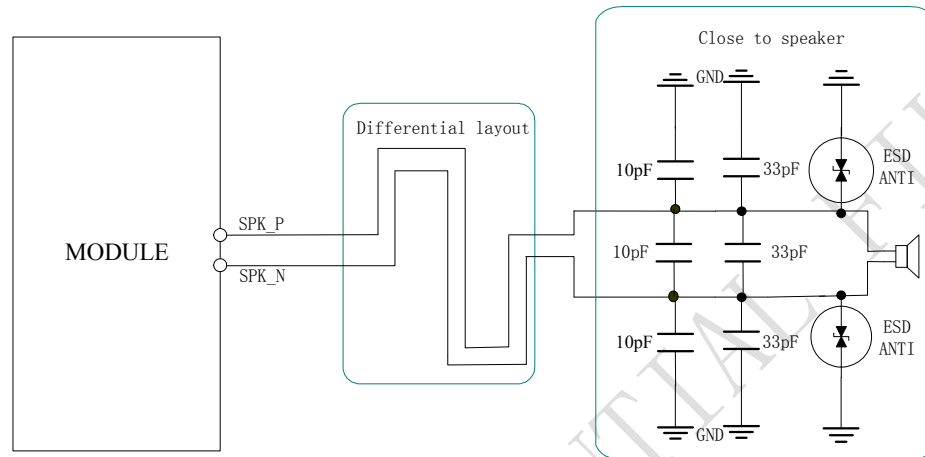 Close to speaker
GND
Differential layout
ESD
ANTI
10pF
33pF
SPK_P
MODULE
10pF
33pF
SPK_N
ESD
ANTI
10pF
33pF
GND